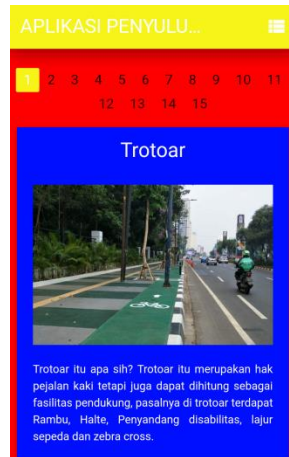 APLIKASI PENYULU...
1 2 3 4 5 6 7 8 9 10 11
12 13 14 15
Trotoar
Trotoar itu apa sih? Trotoar itu merupakan hak
pejalan kaki tetapi juga dapat dihitung sebagai
fasilitas pendukung, pasalnya di trotoar terdapat
Rambu, Halte, Penyandang disabilitas, lajur
sepeda dan zebra cross.